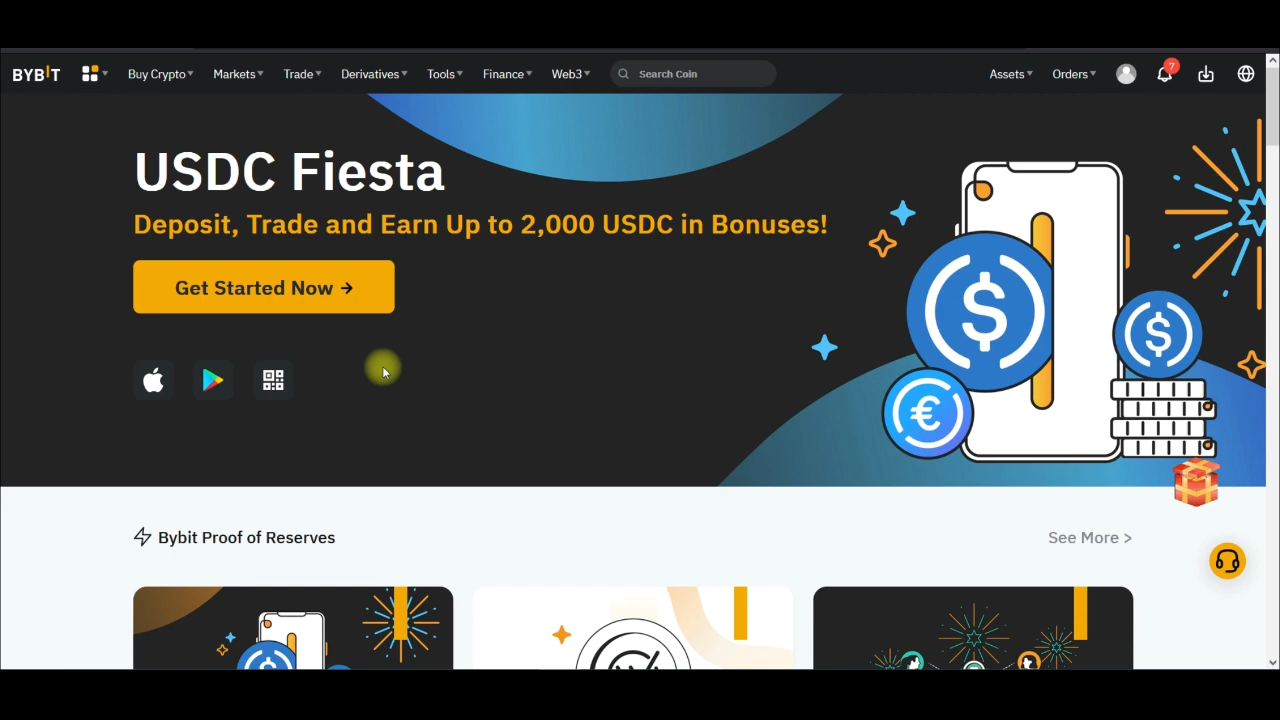 BYBIT
Buy Crypto
Markets
Trade
Derivatives
Tools
Finance
Web3
Search Coin
Assets
Orders
7
USDC Fiesta
Deposit, Trade and Earn Up to 2,000 USDC in Bonuses!
Get Started Now →
$
$
€
Bybit Proof of Reserves
See More >